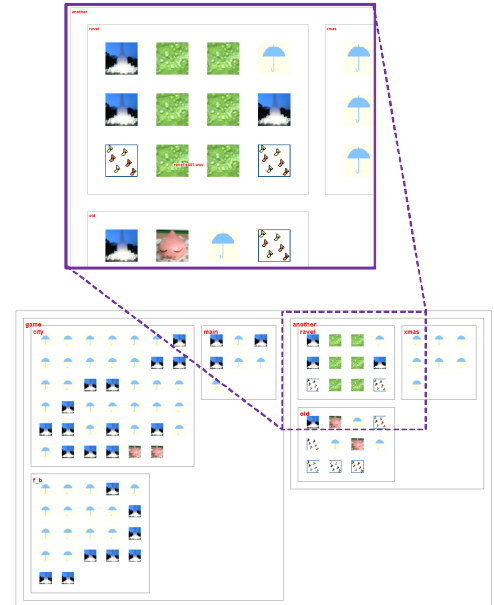 another
ravel
xmas
old
game
city
main
another
ravel
xmas
old
f_b